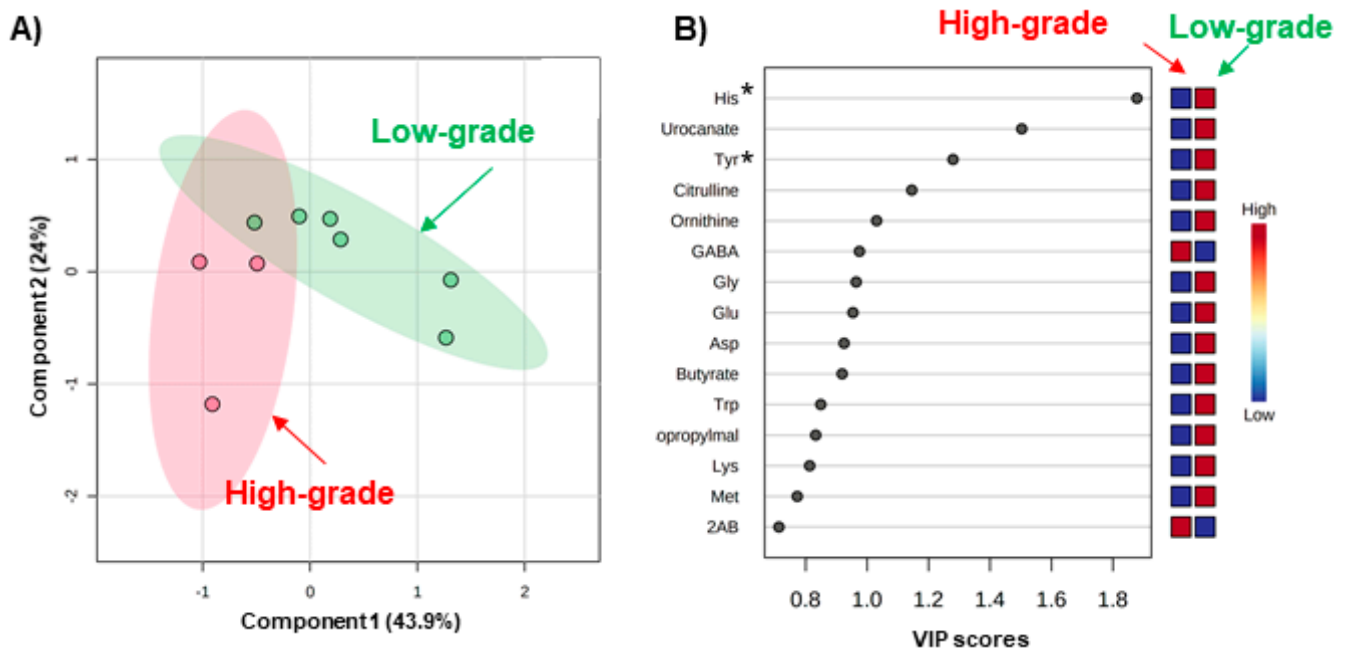 A)
Low-grade
High-grade
1
0
-1
-2
-1
0
1
2
Component 2 (24%)
Component 1 (43.9%)
B)
High-grade
Low-grade
His*
Urocanate
Tyr*
Citrulline
Ornithine
GABA
Gly
Glu
Asp
Butyrate
Trp
opropylmal
Lys
Met
2AB
0.8
1.0
1.2
1.4
1.6
1.8
VIP scores
High
Low